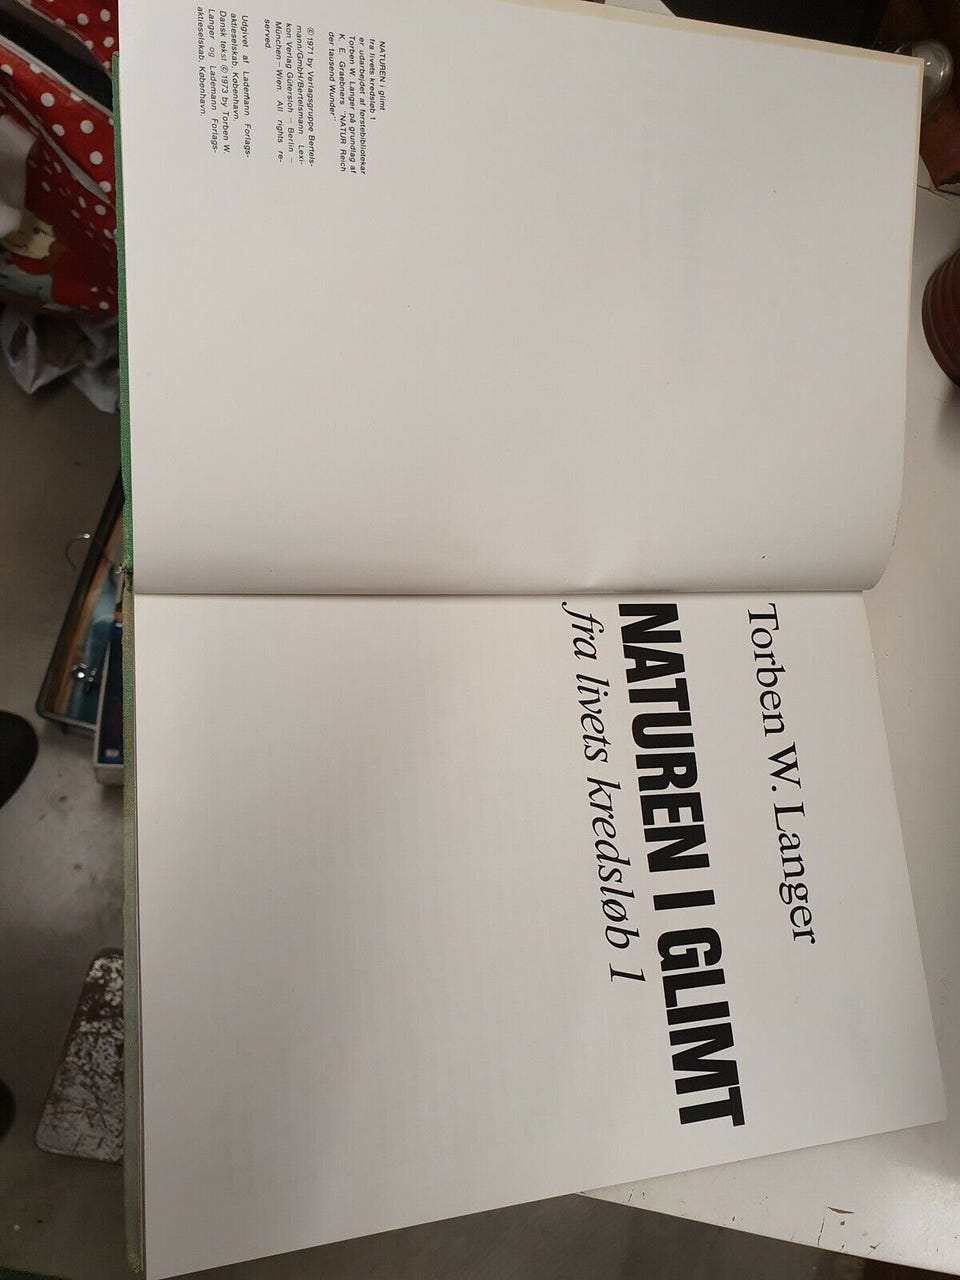 NATUREN i glimt
fra livets kredsløb 1
er udarbejdet af førstebibliotekar
Torben W. Langer på grundlag af
K. E. Graebners "NATUR Reich
der tausend Wunder"
© 1971 by Verlagsgruppe Bertels-
mann/GmbH/Bertelsmann Lexi-
kon Verlag Gütersloh – Berlin –
München – Wien. All rights re-
served.
Udgivet af Lademann Forlags-
aktieselskab, København.
Dansk tekst © 1973 by Torben W.
Langer og Lademann Forlags-
aktieselskab, København.
Torben W. Langer
NATUREN I GLIMT
fra livets kredsløb 1